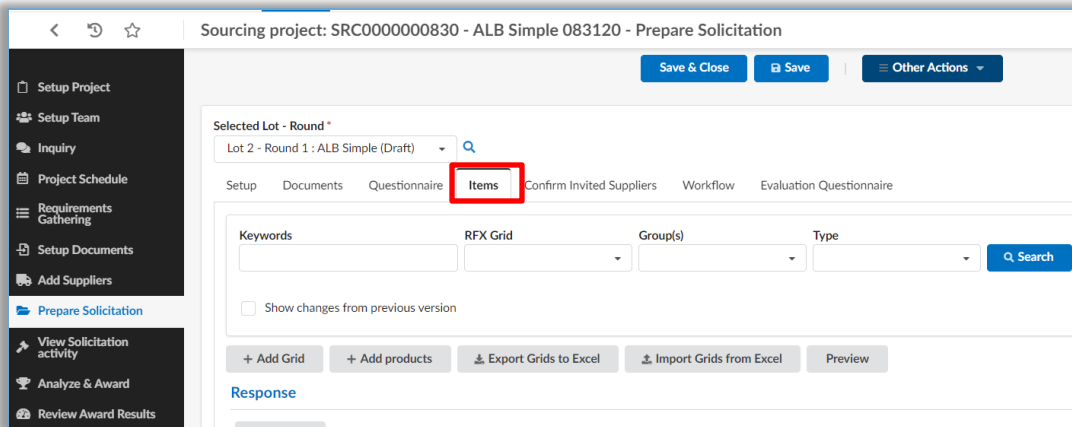 Sourcing project: SRC0000000830 - ALB Simple 083120 - Prepare Solicitation
Save & Close
Save
Other Actions
Setup Project
Setup Team
Inquiry
Project Schedule
Requirements
Gathering
Setup Documents
Add Suppliers
Prepare Solicitation
View Solicitation
activity
Analyze & Award
Review Award Results
Selected Lot - Round *
Lot 2 - Round 1 : ALB Simple (Draft)
Setup Documents Questionnaire Items Confirm Invited Suppliers Workflow Evaluation Questionnaire
Keywords RFX Grid Group(s) Type
Search
Show changes from previous version
+ Add Grid + Add products Export Grids to Excel Import Grids from Excel Preview
Response